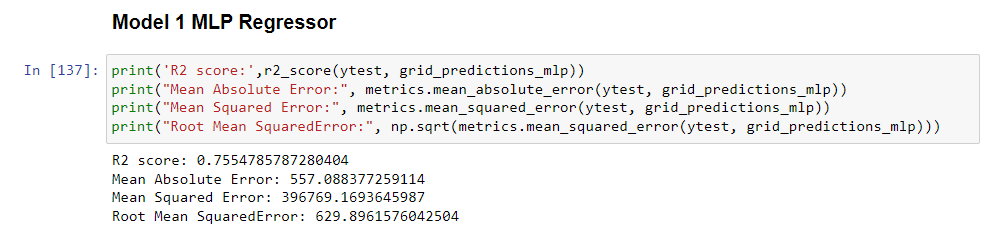 Model 1 MLP Regressor
In [137]: print('R2 score:',r2_score(ytest, grid_predictions_mlp))
print("Mean Absolute Error:", metrics.mean_absolute_error(ytest, grid_predictions_mlp))
print("Mean Squared Error:", metrics.mean_squared_error(ytest, grid_predictions_mlp))
print("Root Mean SquaredError:", np.sqrt(metrics.mean_squared_error(ytest, grid_predictions_mlp)))
R2 score: 0.7554785787280404
Mean Absolute Error: 557.088377259114
Mean Squared Error: 396769.1693645987
Root Mean SquaredError: 629.8961576042504